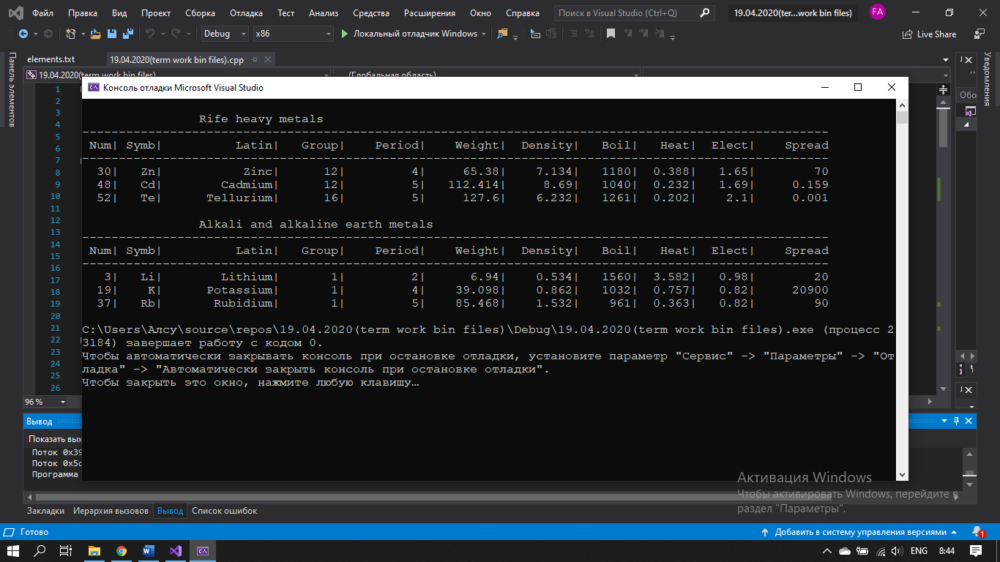 Файл Правка Вид Проект Сборка Отладка Тест Анализ Средства Расширения Окно Справка Поиск в Visual Studio (Ctrl+Q) 19.04.2020(ter...work bin files) FA
Debug x86 Локальный отладчик Windows Live Share
Панель элементов
elements.txt 19.04.2020(term work bin files).cpp
Уведомления
19.04.2020(term work bin files) (Глобальная область)
Обо
1
2
3
4
5
6
7
8
9
10
11
12
13
14
15
16
17
18
19
20
21
22
23
24
25
26
Консоль отладки Microsoft Visual Studio
Rife heavy metals
Num| Symb| Latin| Group| Period| Weight| Density| Boil| Heat| Elect| Spread
30| Zn| Zinc| 12| 4| 65.38| 7.134| 1180| 0.388| 1.65| 70
48| Cd| Cadmium| 12| 5| 112.414| 8.69| 1040| 0.232| 1.69| 0.159
52| Te| Tellurium| 16| 5| 127.6| 6.232| 1261| 0.202| 2.1| 0.001
Alkali and alkaline earth metals
Num| Symb| Latin| Group| Period| Weight| Density| Boil| Heat| Elect| Spread
3| Li| Lithium| 1| 2| 6.94| 0.534| 1560| 3.582| 0.98| 20
19| K| Potassium| 1| 4| 39.098| 0.862| 1032| 0.757| 0.82| 20900
37| Rb| Rubidium| 1| 5| 85.468| 1.532| 961| 0.363| 0.82| 90
C:\Users\Алсу\source\repos\19.04.2020(term work bin files)\Debug\19.04.2020(term work bin files).exe (процесс 2
3184) завершает работу с кодом 0.
Чтобы автоматически закрывать консоль при остановке отладки, установите параметр "Сервис" -> "Параметры" -> "От
ладка" -> "Автоматически закрыть консоль при остановке отладки".
Чтобы закрыть это окно, нажмите любую клавишу…
96 %
Вывод
Показать вых
Поток 0x39
Поток 0x5c
Программа
Активация Windows
Чтобы активировать Windows, перейдите в
раздел "Параметры".
Закладки Иерархия вызовов Вывод Список ошибок
Готово Добавить в систему управления версиями 1
ENG 8:44